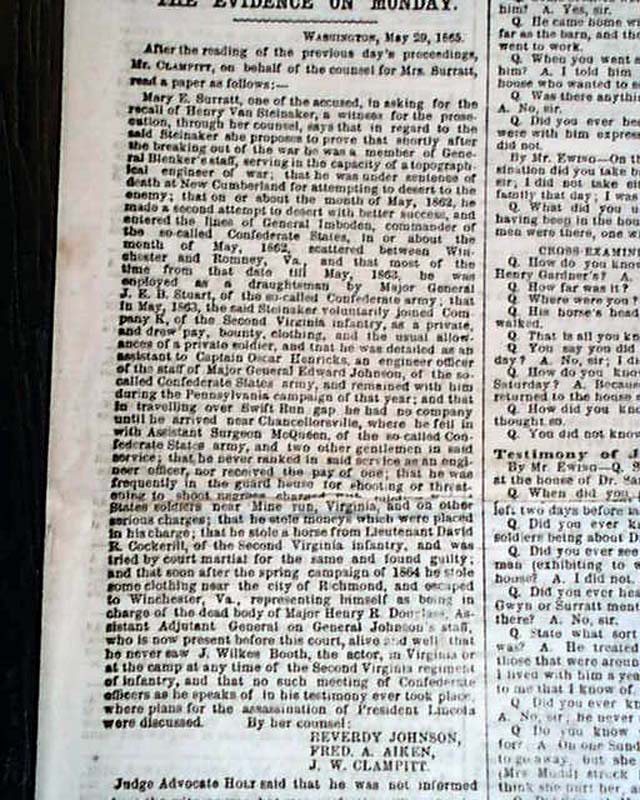 THE EVIDENCE ON MONDAY.
WASHINGTON, May 29, 1865.
After the reading of the previous day's proceedings,
Mr. CLAMPITT, on behalf of the counsel for Mrs. Surratt,
read a paper as follows:—
Mary E. Surratt, one of the accused, in asking for the
recall of Henry Van Steinaker, a witness for the prose-
cution, through her counsel, says that in regard to the
said Steinaker she proposes to prove that shortly after
the breaking out of the war he was a member of Gene-
ral Blenker's staff, serving in the capacity of a topograph-
ical engineer of war; that he was under sentence of
death at New Cumberland for attempting to desert to the
enemy; that on or about the month of May, 1862, he
made a second attempt to desert with better success, and
entered the lines of General Imboden, commander of
the so-called Confederate States, in or about the
month of May, 1862, scattered between Win-
chester and Romney, Va., and that most of the
time from that date till May, 1863, he was
employed as a draughtsman by Major General
J. E. B. Stuart, of the so-called Confederate army; that
in May, 1863, the said Steinaker voluntarily joined Com-
pany K, of the Second Virginia infantry, as a private,
and drew pay, bounty, clothing, and the usual allow-
ances of a private soldier, and that he was detailed as an
assistant to Captain Oscar Henricks, an engineer officer
of the staff of Major General Edward Johnson, of the so-
called Confederate States army, and remained with him
during the Pennsylvania campaign of that year; and that
in travelling over Swift Run gap he had no company
until he arrived near Chancellorsville, where he fell in
with Assistant Surgeon McQueen, of the so-called Con-
federate States army, and two other gentlemen in said
service; that he never ranked in said service as an engi-
neer officer, nor received the pay of one; that he was
frequently in the guard house for shooting or threat-
ening to shoot negroes
States soldiers near Mine run, Virginia, and on other
serious charges; that he stole moneys which were placed
in his charge; that he stole a horse from Lieutenant David
R. Cockerill, of the Second Virginia infantry, and was
tried by court martial for the same and found guilty;
and that soon after the spring campaign of 1864 he stole
some clothing near the city of Richmond, and escaped
to Winchester, Va., representing himself as being in
charge of the dead body of Major Henry R. Douglass, As-
sistant Adjutant General on General Johnson's staff,
who is now present before this court, alive and well; that
he never saw J. Wilkes Booth, the actor, in Virginia or
at the camp at any time of the Second Virginia regiment
of infantry, and that no such meeting of Confederate
officers as he speaks of in his testimony ever took place,
where plans for the assassination of President Lincoln
were discussed. By her counsel:
REVERDY JOHNSON,
FRED. A. AIKEN,
J. W. CLAMPITT.
Judge Advocate HOLT said that he was not informed
him? A. Yes, sir.
Q. He came home wi
far as the barn, and the
went to work.
Q. When you went a
him? A. I told him
house who wanted to se
Q. Was there anythin
A. No, sir.
Q. Did you ever he
were with him expres
did not.
By Mr. EWING—On th
sination did you take b
sir; I did not take
family that day; I was
Q. What did you
having been in the hou
men were there, one wi
CROSS-EXAMIN
Q. How do you know
Henry Gardner's? A.
Q. How far was it?
Q. Where were you
Q. His horse's head
walked.
Q. That is all you kn
Q. You say you did
day? A. No, sir; I di
Q. How do you know
Saturday? A. Becaus
returned to the house
Q. How did you know
thought so.
Q. You did not know
Testimony of J
By Mr. EWING—Q. S
at the house of Dr. Sa
Q. When did you
left two days before
Q. Did you ever k
soldiers being about D
Q. Did you ever see
man (exhibiting to w
house? A. I did not.
Q. Did you ever hea
Gwyn or Surratt men
there? A. No, sir.
Q. State what sort
was? A. He treated
those that were aroun
I lived with him a yea
to me that I know of.
Q. Did you ever kn
A. No, sir; he never
Q. Do you know
for? A. On one Sund
to go away, but she
(Mrs Mudd) struck
think she hurt her,